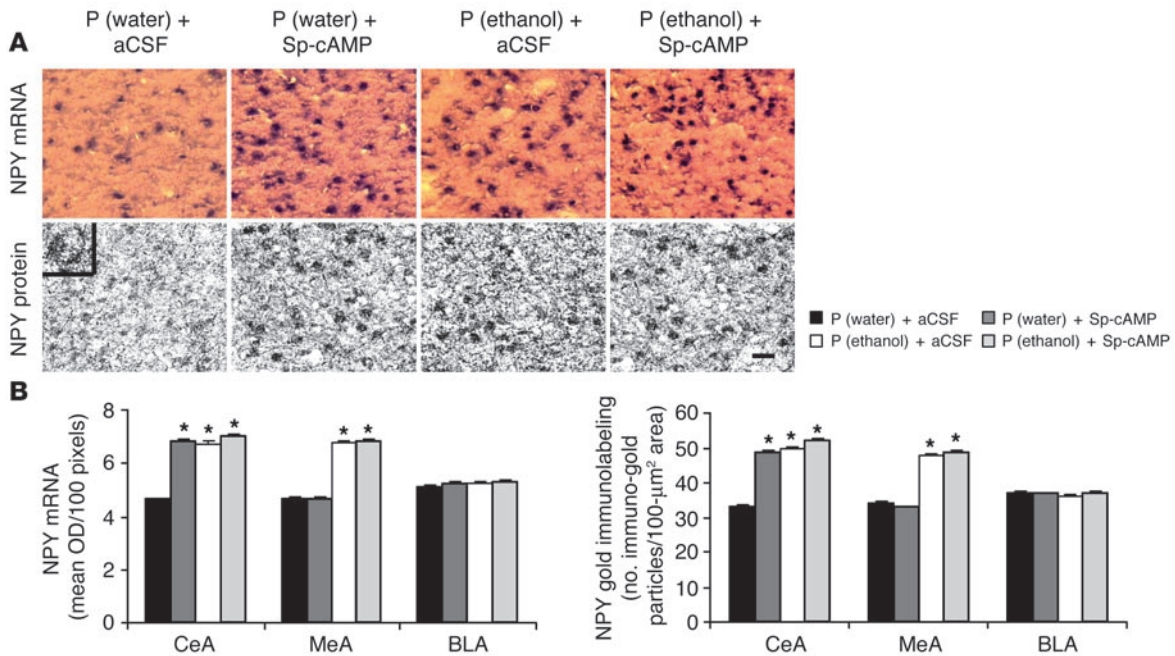 P (water) +
aCSF
P (water) +
Sp-cAMP
P (ethanol) +
aCSF
P (ethanol) +
Sp-cAMP
A
NPY mRNA
NPY protein
P (water) + aCSF
P (water) + Sp-cAMP
P (ethanol) + aCSF
P (ethanol) + Sp-cAMP
B
NPY mRNA
(mean OD/100 pixels)
8
6
4
2
0
* * *
* *
CeA
MeA
BLA
NPY gold immunolabeling
(no. immuno-gold
particles/100-μm² area)
60
50
40
30
20
10
0
* * *
* *
CeA
MeA
BLA